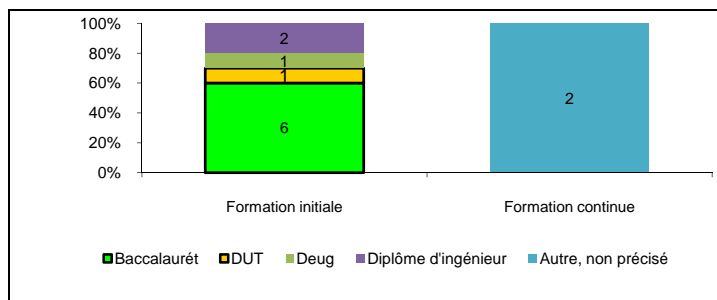 100%
80%
60%
40%
20%
0%
2
1
1
6
2
Formation initiale
Formation continue
Baccalaurét
DUT
Deug
Diplôme d'ingénieur
Autre, non précisé